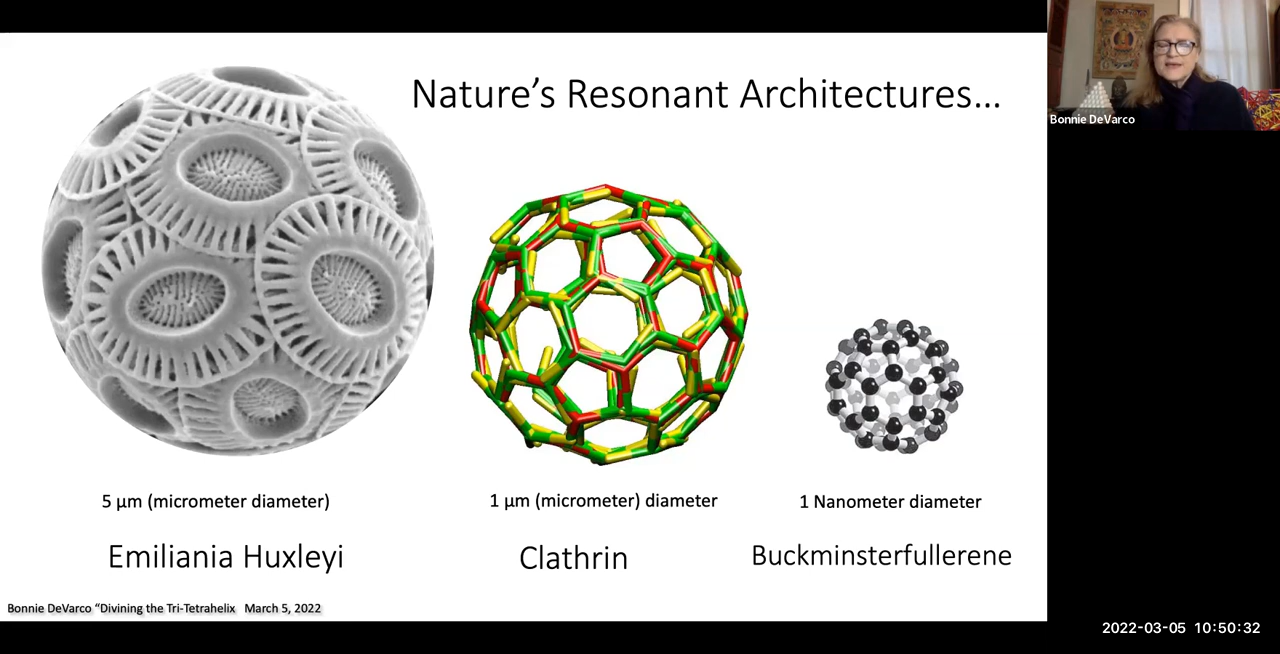 Nature’s Resonant Architectures...
Bonnie DeVarco
5 µm (micrometer diameter)
1 µm (micrometer) diameter
1 Nanometer diameter
Emiliania Huxleyi
Clathrin
Buckminsterfullerene
Bonnie DeVarco “Divining the Tri-Tetrahelix March 5, 2022
2022-03-05 10:50:32